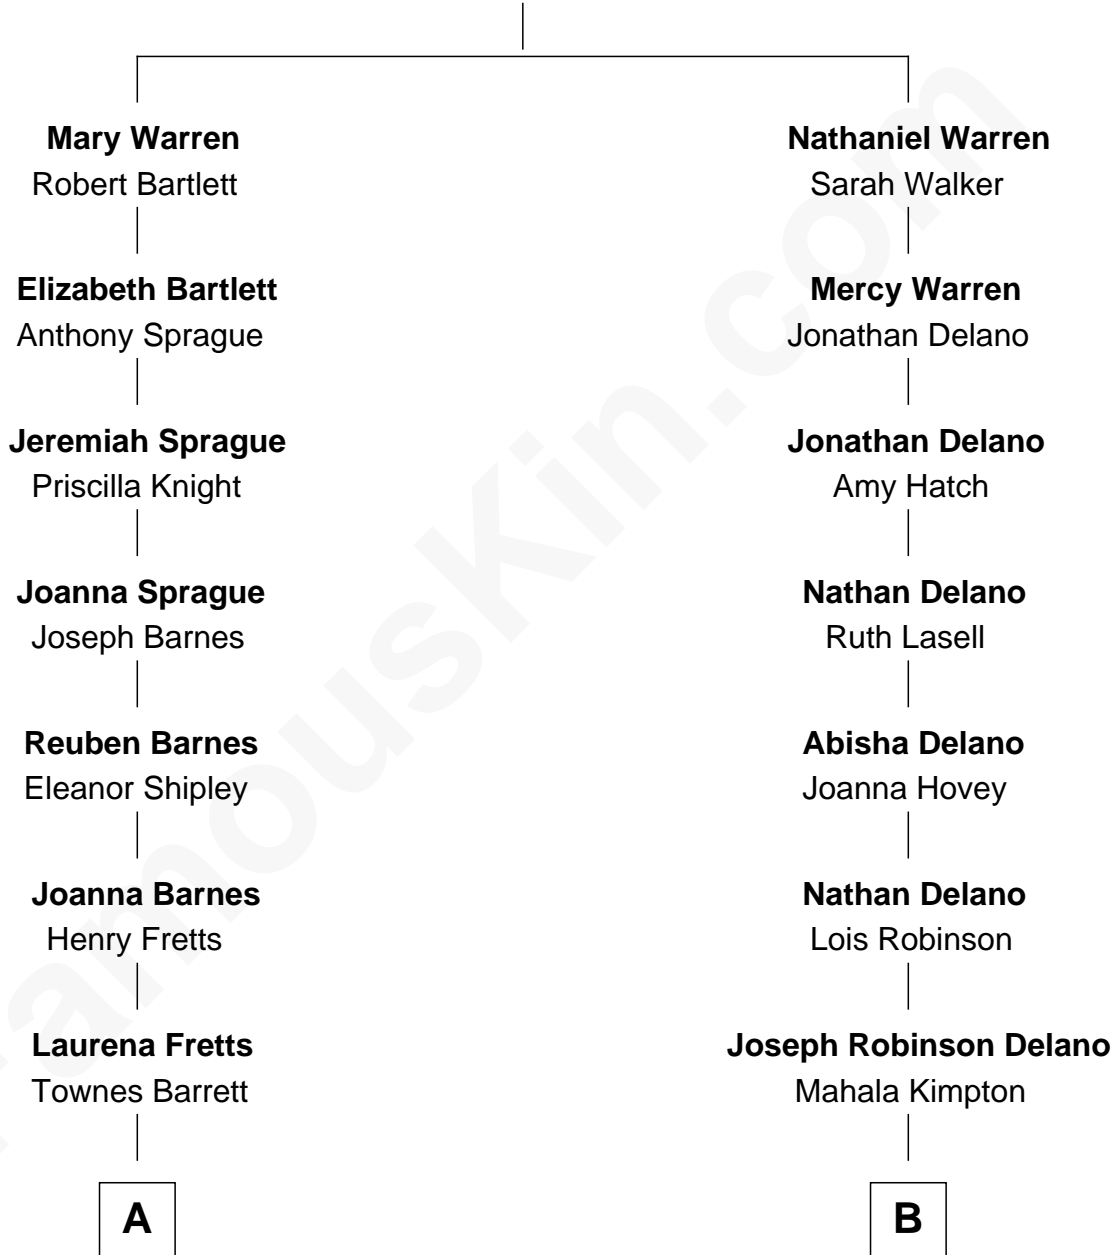 Mary Warren
Robert Bartlett
Elizabeth Bartlett
Anthony Sprague
Jeremiah Sprague
Priscilla Knight
Joanna Sprague
Joseph Barnes
Reuben Barnes
Eleanor Shipley
Joanna Barnes
Henry Fretts
Laurena Fretts
Townes Barrett
A
Nathaniel Warren
Sarah Walker
Mercy Warren
Jonathan Delano
Jonathan Delano
Amy Hatch
Nathan Delano
Ruth Lasell
Abisha Delano
Joanna Hovey
Nathan Delano
Lois Robinson
Joseph Robinson Delano
Mahala Kimpton
B
FamousKin.com